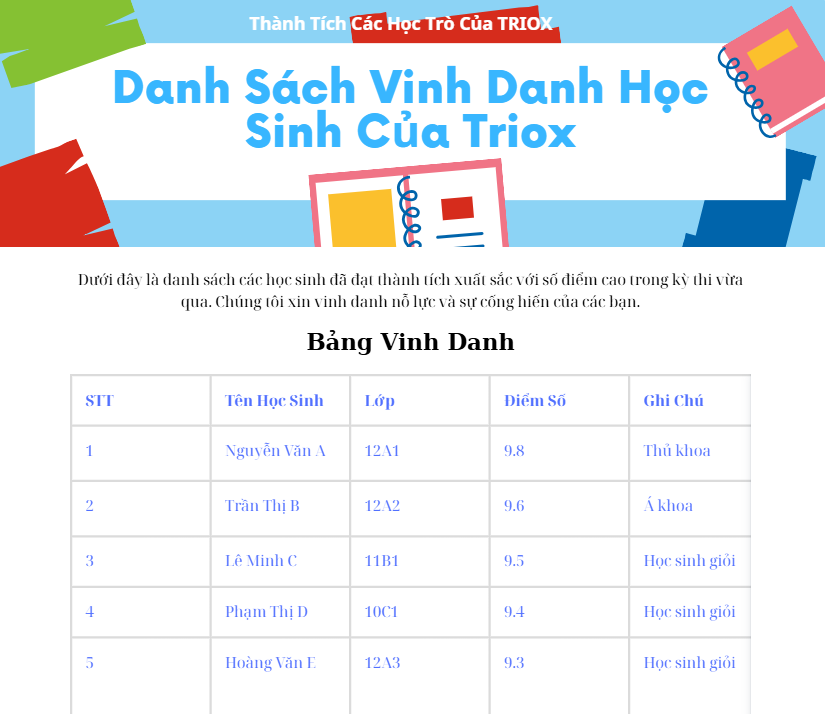 Thành Tích Các Học Trò Của TRIOX
Danh Sách Vinh Danh Học
Sinh Của Triox
Dưới đây là danh sách các học sinh đã đạt thành tích xuất sắc với số điểm cao trong kỳ thi vừa
qua. Chúng tôi xin vinh danh nỗ lực và sự cống hiến của các bạn.
Bảng Vinh Danh
STT Tên Học Sinh Lớp Điểm Số Ghi Chú
1 Nguyễn Văn A 12A1 9.8 Thủ khoa
2 Trần Thị B 12A2 9.6 Á khoa
3 Lê Minh C 11B1 9.5 Học sinh giỏi
4 Phạm Thị D 10C1 9.4 Học sinh giỏi
5 Hoàng Văn E 12A3 9.3 Học sinh giỏi